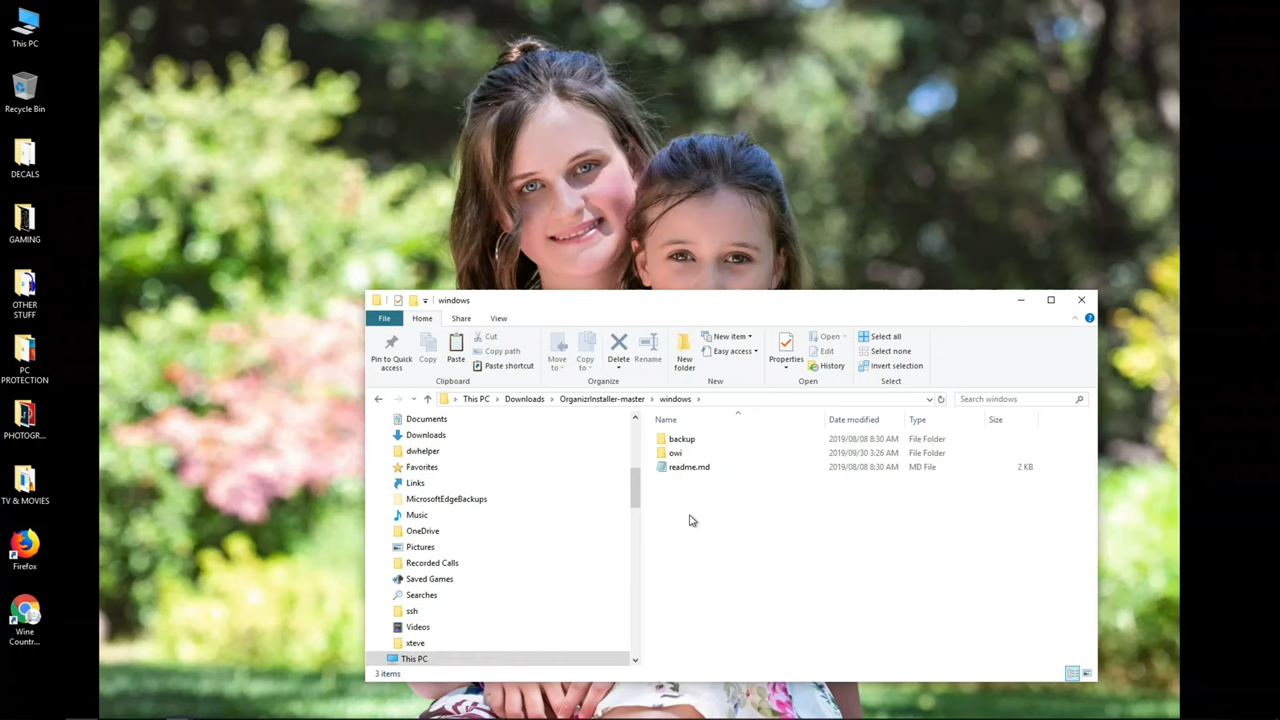 This PC
Recycle Bin
DECALS
GAMING
OTHER
STUFF
PC
PROTECTION
PHOTOGR...
TV & MOVIES
Firefox
Wine
Countr...
windows
File
Home
Share
View
Pin to Quick
access
Copy
Paste
Cut
Copy path
Paste shortcut
Clipboard
Move
to
Copy
to
Delete
Rename
Organize
New
folder
New item
Easy access
New
Properties
Open
Edit
History
Open
Select all
Select none
Invert selection
Select
This PC > Downloads > OrganizrInstaller-master > windows >
Search windows
Documents
Downloads
dwhelper
Favorites
Links
MicrosoftEdgeBackups
Music
OneDrive
Pictures
Recorded Calls
Saved Games
Searches
ssh
Videos
xteve
This PC
Name Date modified Type Size
backup 2019/08/08 8:30 AM File Folder
owi 2019/09/30 3:26 AM File Folder
readme.md 2019/08/08 8:30 AM MD File 2 KB
3 items